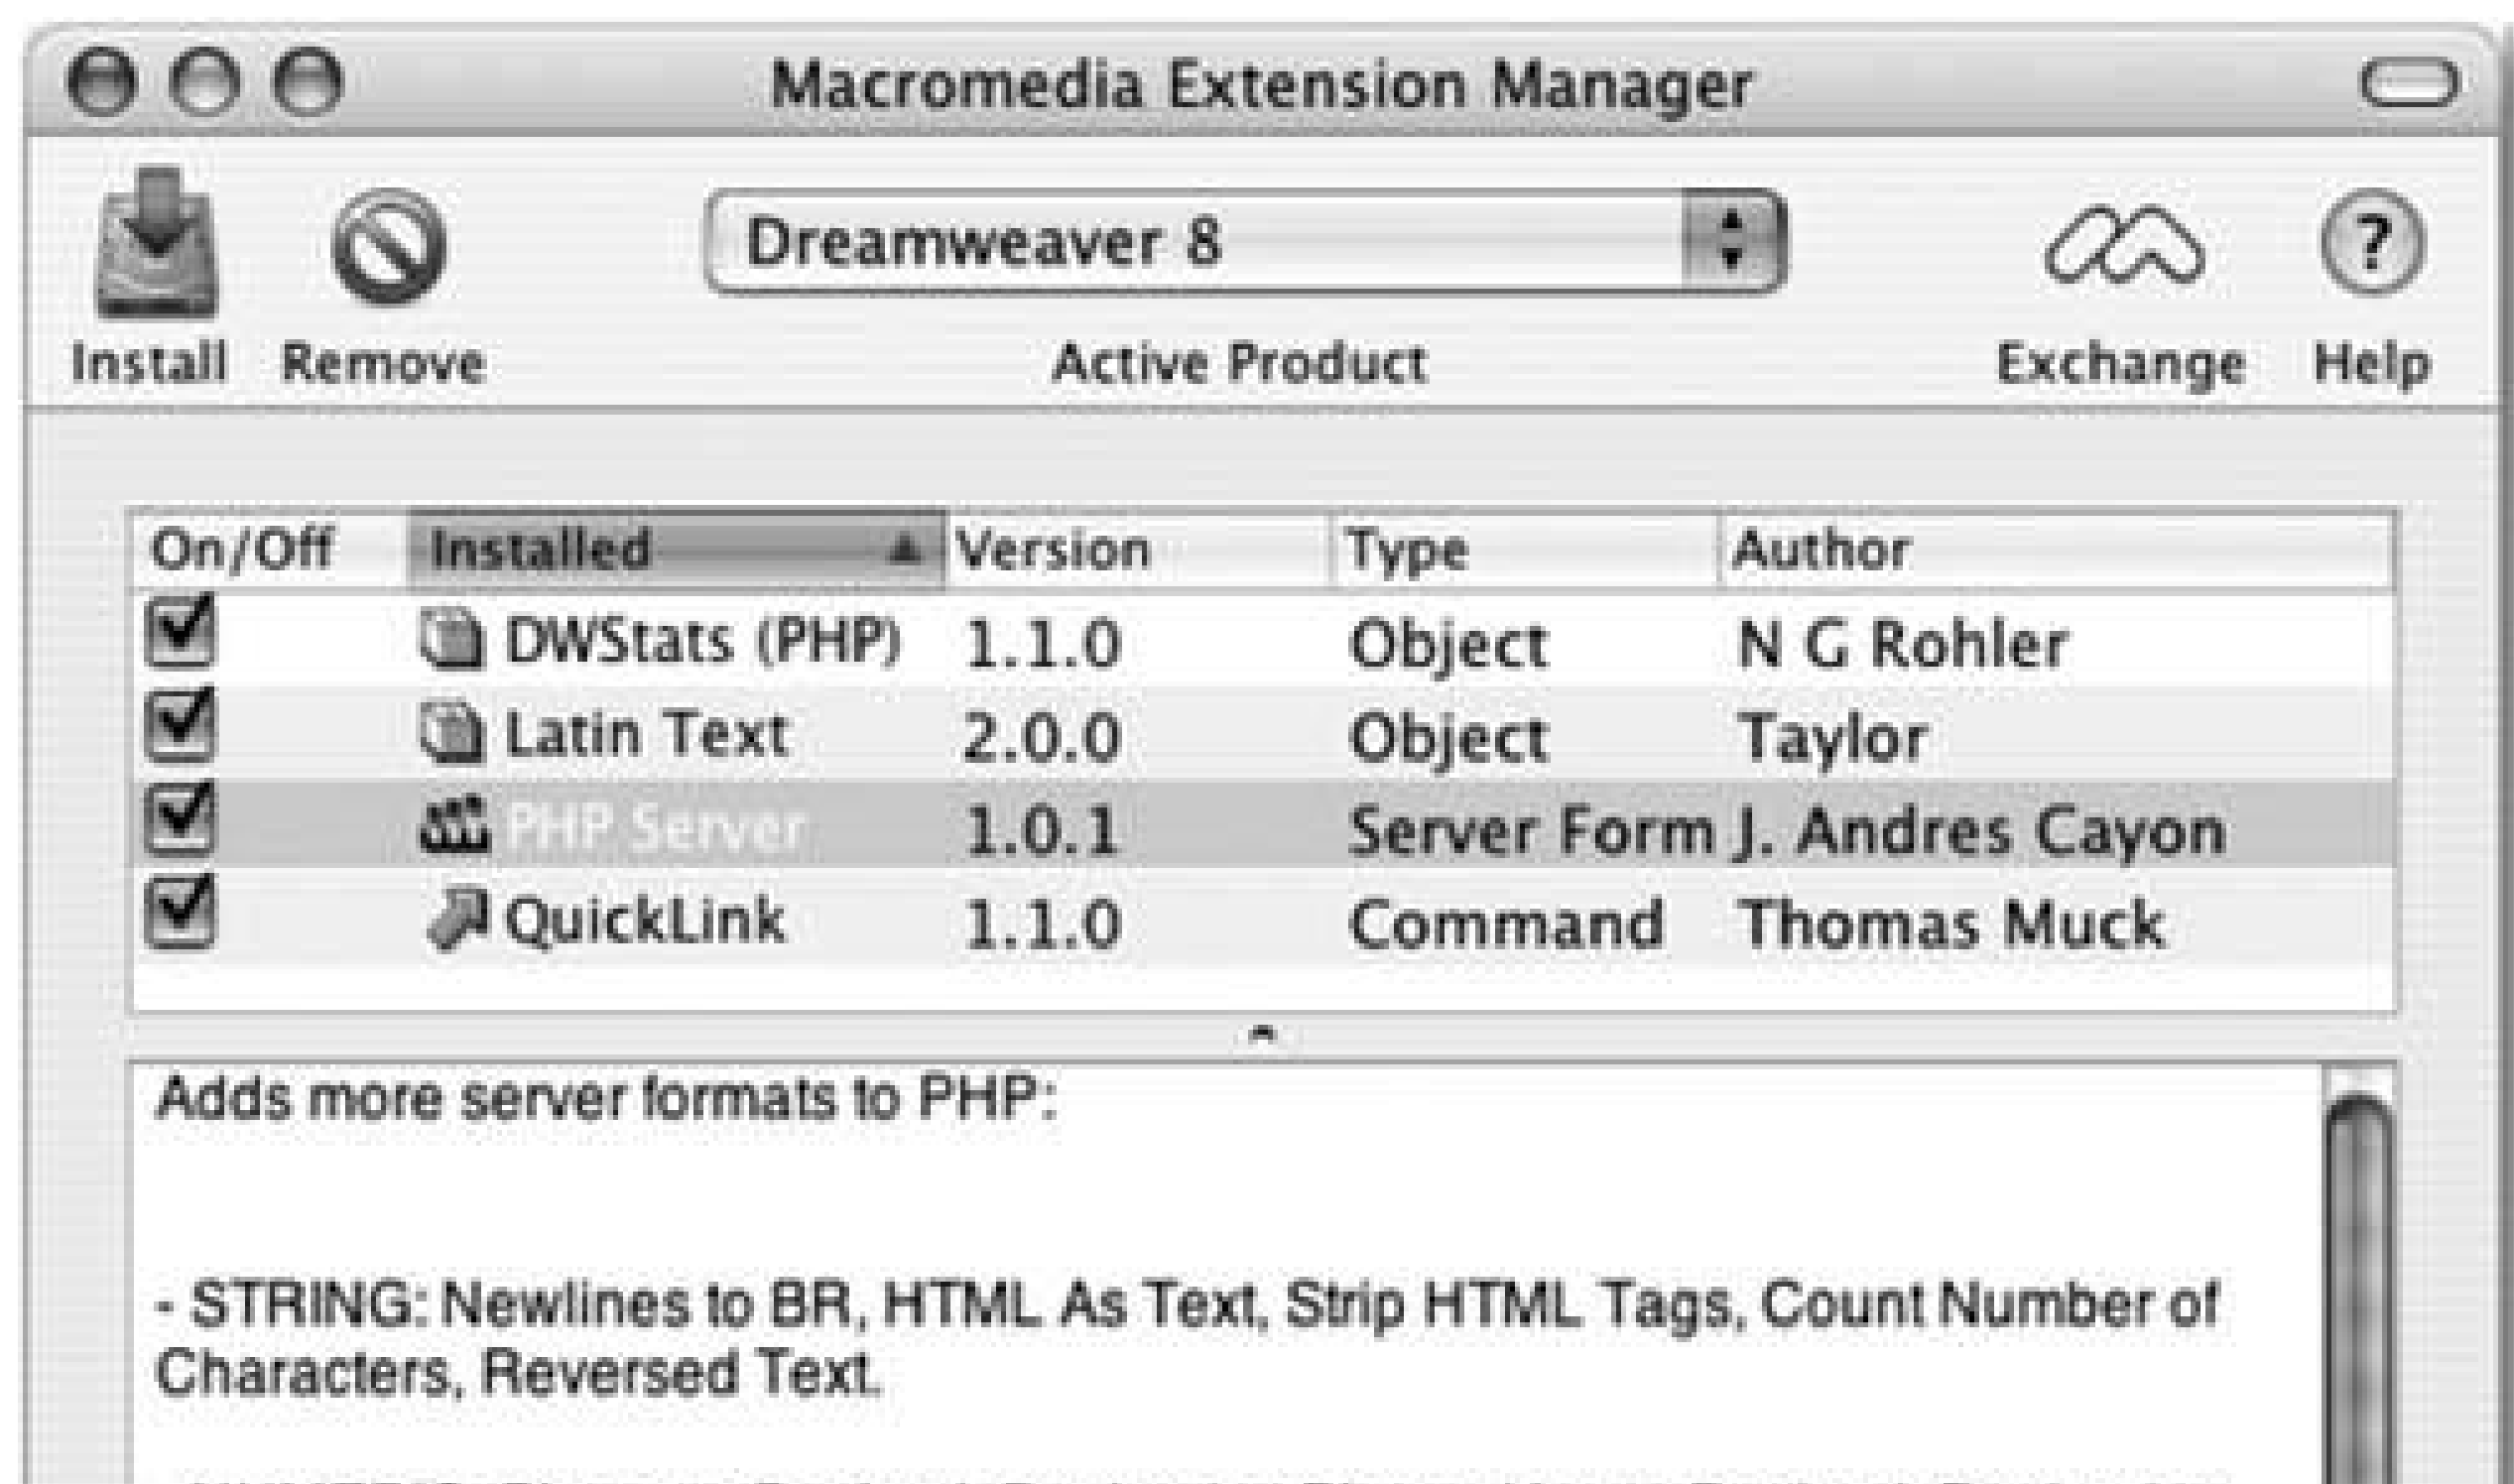 Macromedia Extension Manager
Dreamweaver 8
Install Remove Active Product Exchange Help
On/Off Installed Version Type Author
DWStats (PHP) 1.1.0 Object N G Rohler
Latin Text 2.0.0 Object Taylor
PHP Server 1.0.1 Server Form J. Andres Cayon
QuickLink 1.1.0 Command Thomas Muck
Adds more server formats to PHP:
- STRING: Newlines to BR, HTML As Text, Strip HTML Tags, Count Number of
Characters, Reversed Text.